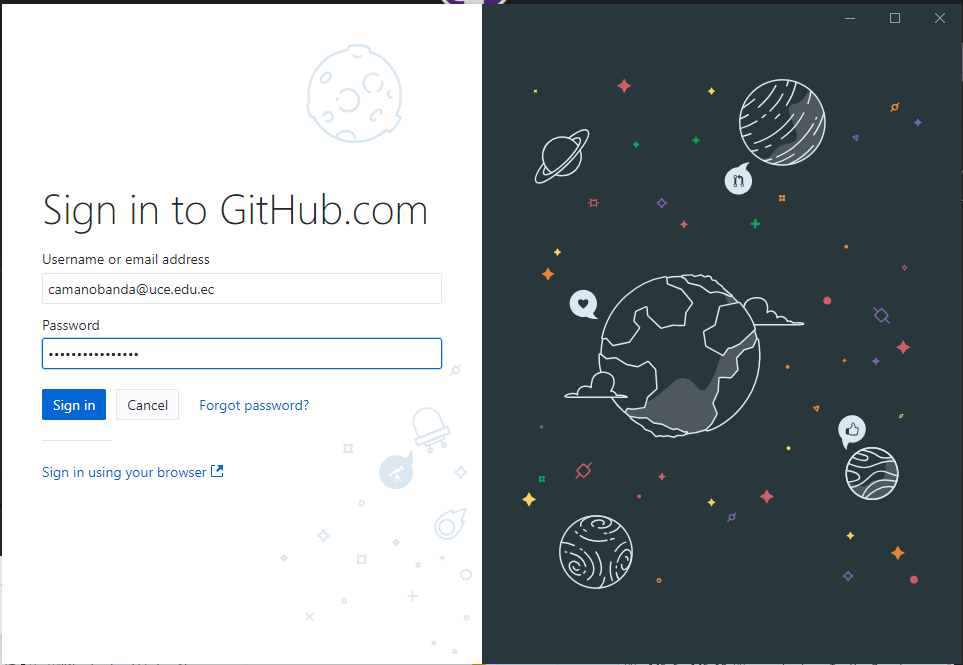 Sign in to GitHub.com
Username or email address
camanobanda@uce.edu.ec
Password
••••••••••••••••
Sign in Cancel Forgot password?
Sign in using your browser